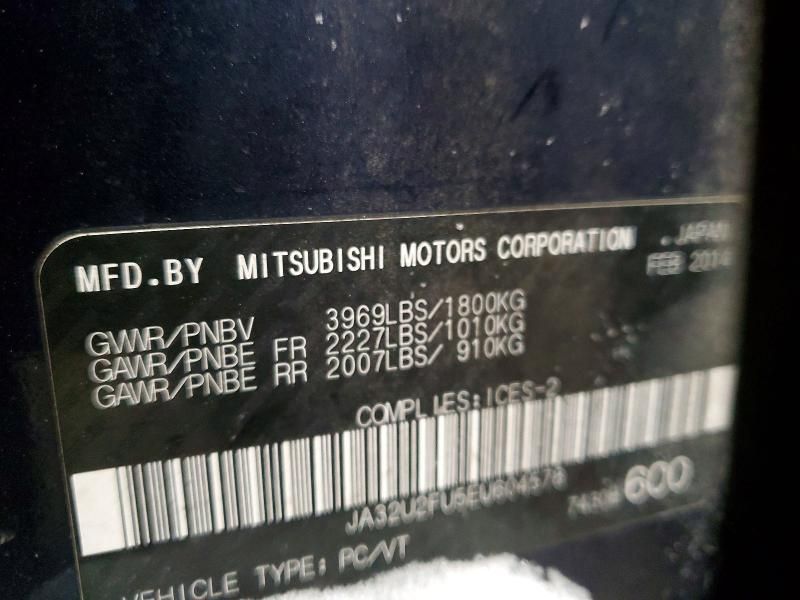 MFD.BY MITSUBISHI MOTORS CORPORATION JAPAN
FEB 2014
GVWR/PNBV 3969LBS/1800KG
GAWR/PNBE FR 2227LBS/1010KG
GAWR/PNBE RR 2007LBS/ 910KG
COMPLIES:ICES-2
JA32U2FU5EU604578 600
VEHICLE TYPE: PC/VT